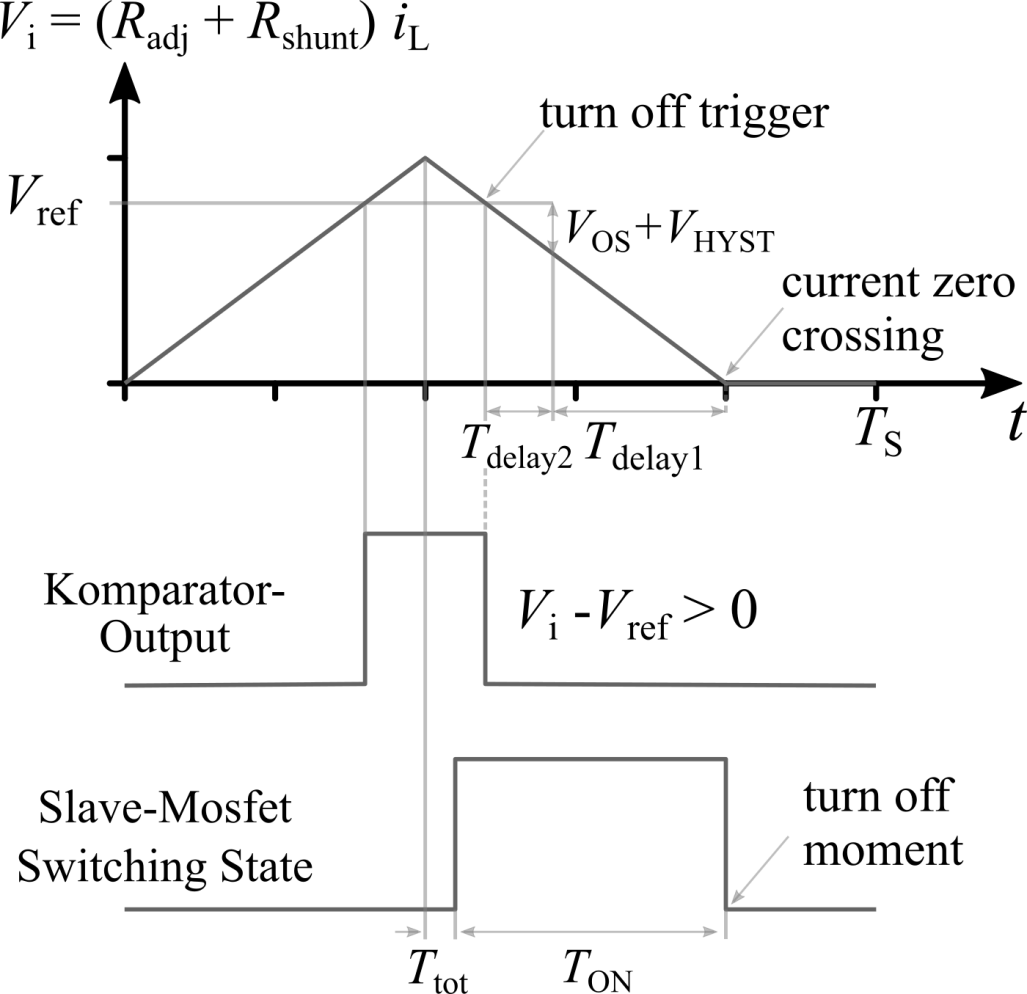 Vi = (Radj + Rshunt) iL
turn off trigger
Vref
VOS+VHYST
current zero
crossing
Tdelay2 Tdelay1
TS
t
Komparator-
Output
Vi -Vref > 0
Slave-Mosfet
Switching State
turn off
moment
Ttot
TON